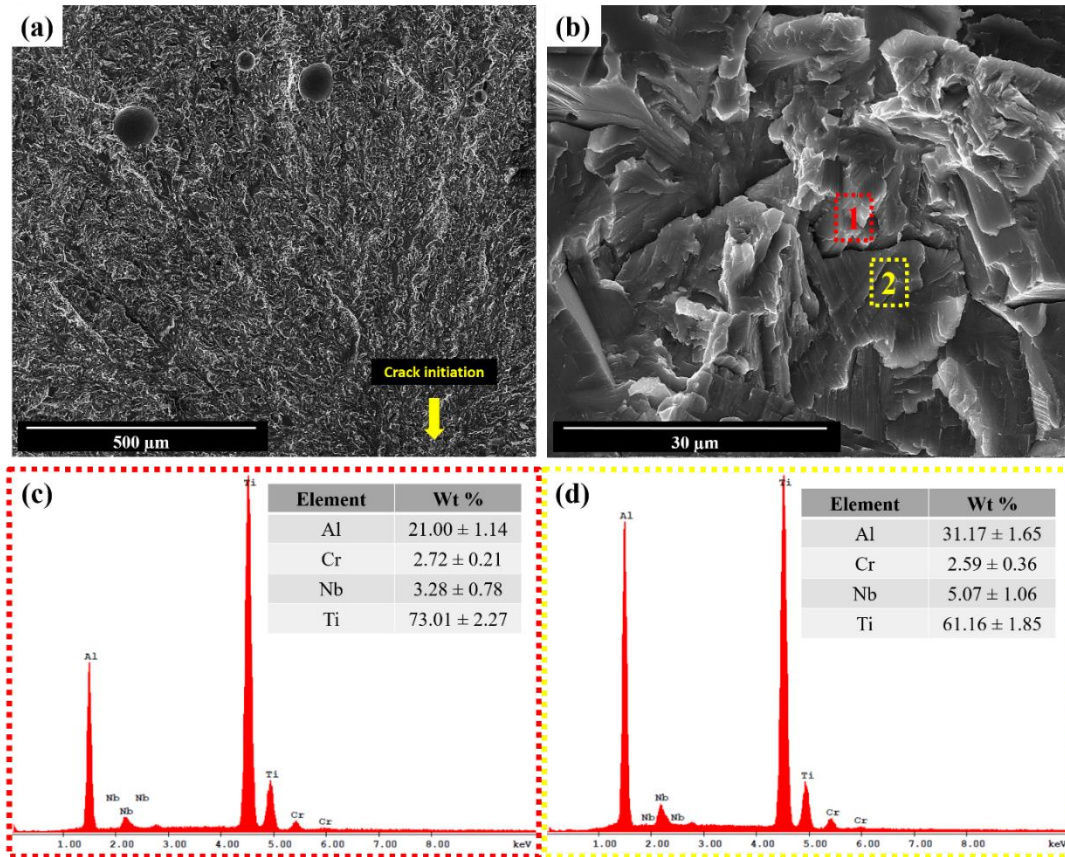 (a)
Crack initiation
500 µm
(b)
1
2
30 µm
(c)
Ti
Element Wt %
Al 21.00 ± 1.14
Cr 2.72 ± 0.21
Nb 3.28 ± 0.78
Ti 73.01 ± 2.27
Al
Nb Nb
Nb
Ti
Cr
Cr
1.00 2.00 3.00 4.00 5.00 6.00 7.00 8.00 keV
(d)
Ti
Element Wt %
Al 31.17 ± 1.65
Cr 2.59 ± 0.36
Nb 5.07 ± 1.06
Ti 61.16 ± 1.85
Al
Nb
Nb Nb
Ti
Cr
Cr
1.00 2.00 3.00 4.00 5.00 6.00 7.00 8.00 keV